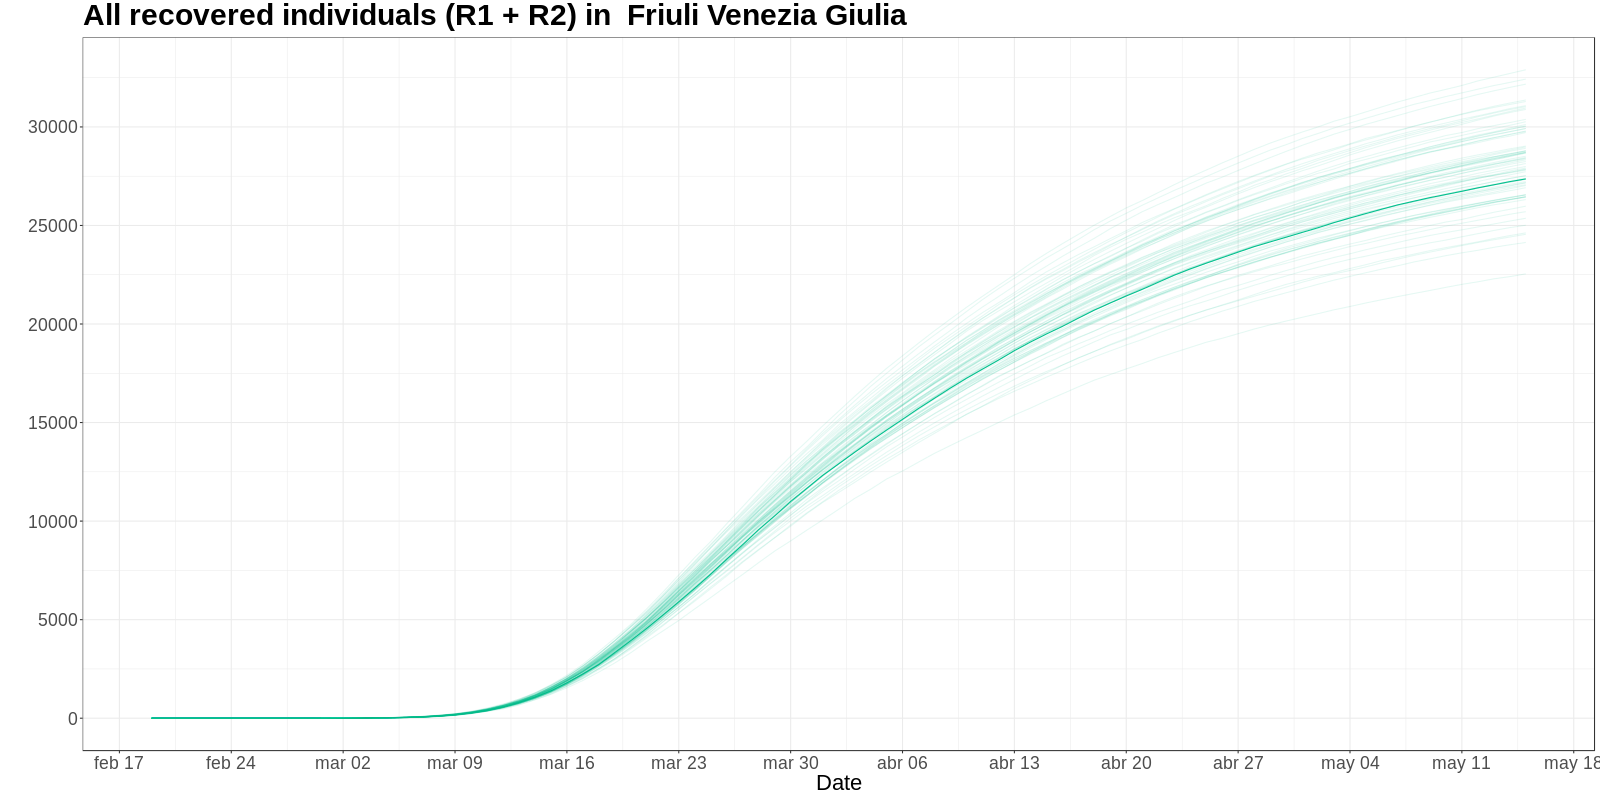 All recovered individuals (R1 + R2) in  Friuli Venezia Giulia
30000
25000
20000
15000
10000
5000
0
feb 17 feb 24 mar 02 mar 09 mar 16 mar 23 mar 30 abr 06 abr 13 abr 20 abr 27 may 04 may 11 may 18
Date